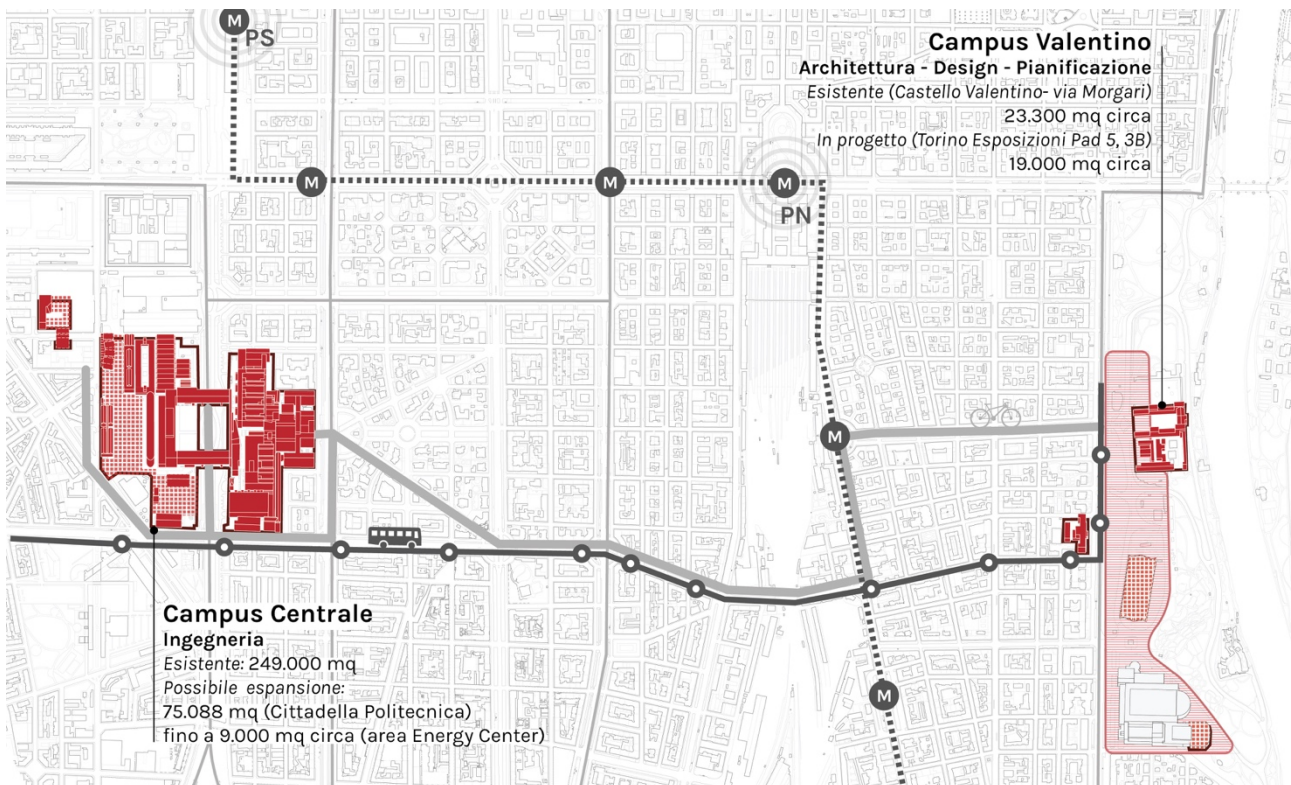 M
PS
M
M
M
PN
Campus Valentino
Architettura - Design - Pianificazione
Esistente (Castello Valentino- via Morgari)
23.300 mq circa
In progetto (Torino Esposizioni Pad 5, 3B)
19.000 mq circa
M
M
Campus Centrale
Ingegneria
Esistente: 249.000 mq
Possibile espansione:
75.088 mq (Cittadella Politecnica)
fino a 9.000 mq circa (area Energy Center)